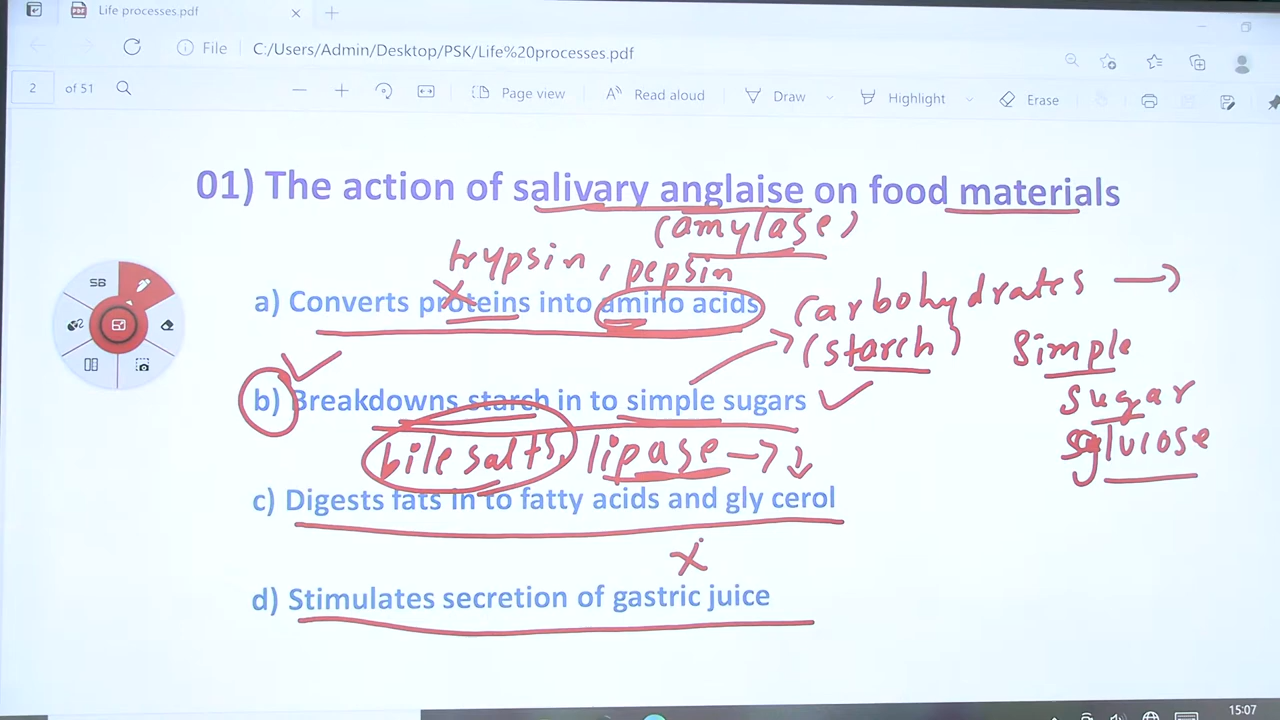 Life processes.pdf
File C:/Users/Admin/Desktop/PSK/Life%20processes.pdf
2 of 51 Page view Read aloud Draw Highlight Erase
01) The action of salivary anglaise on food materials
(amylase)
trypsin, pepsin
SB
a) Converts proteins into amino acids
carbohydrates →
(starch) simple
b) Breakdowns starch in to simple sugars
sugar
bile salts, lipase → ↓
glucose
c) Digests fats in to fatty acids and gly cerol
d) Stimulates secretion of gastric juice
15:07